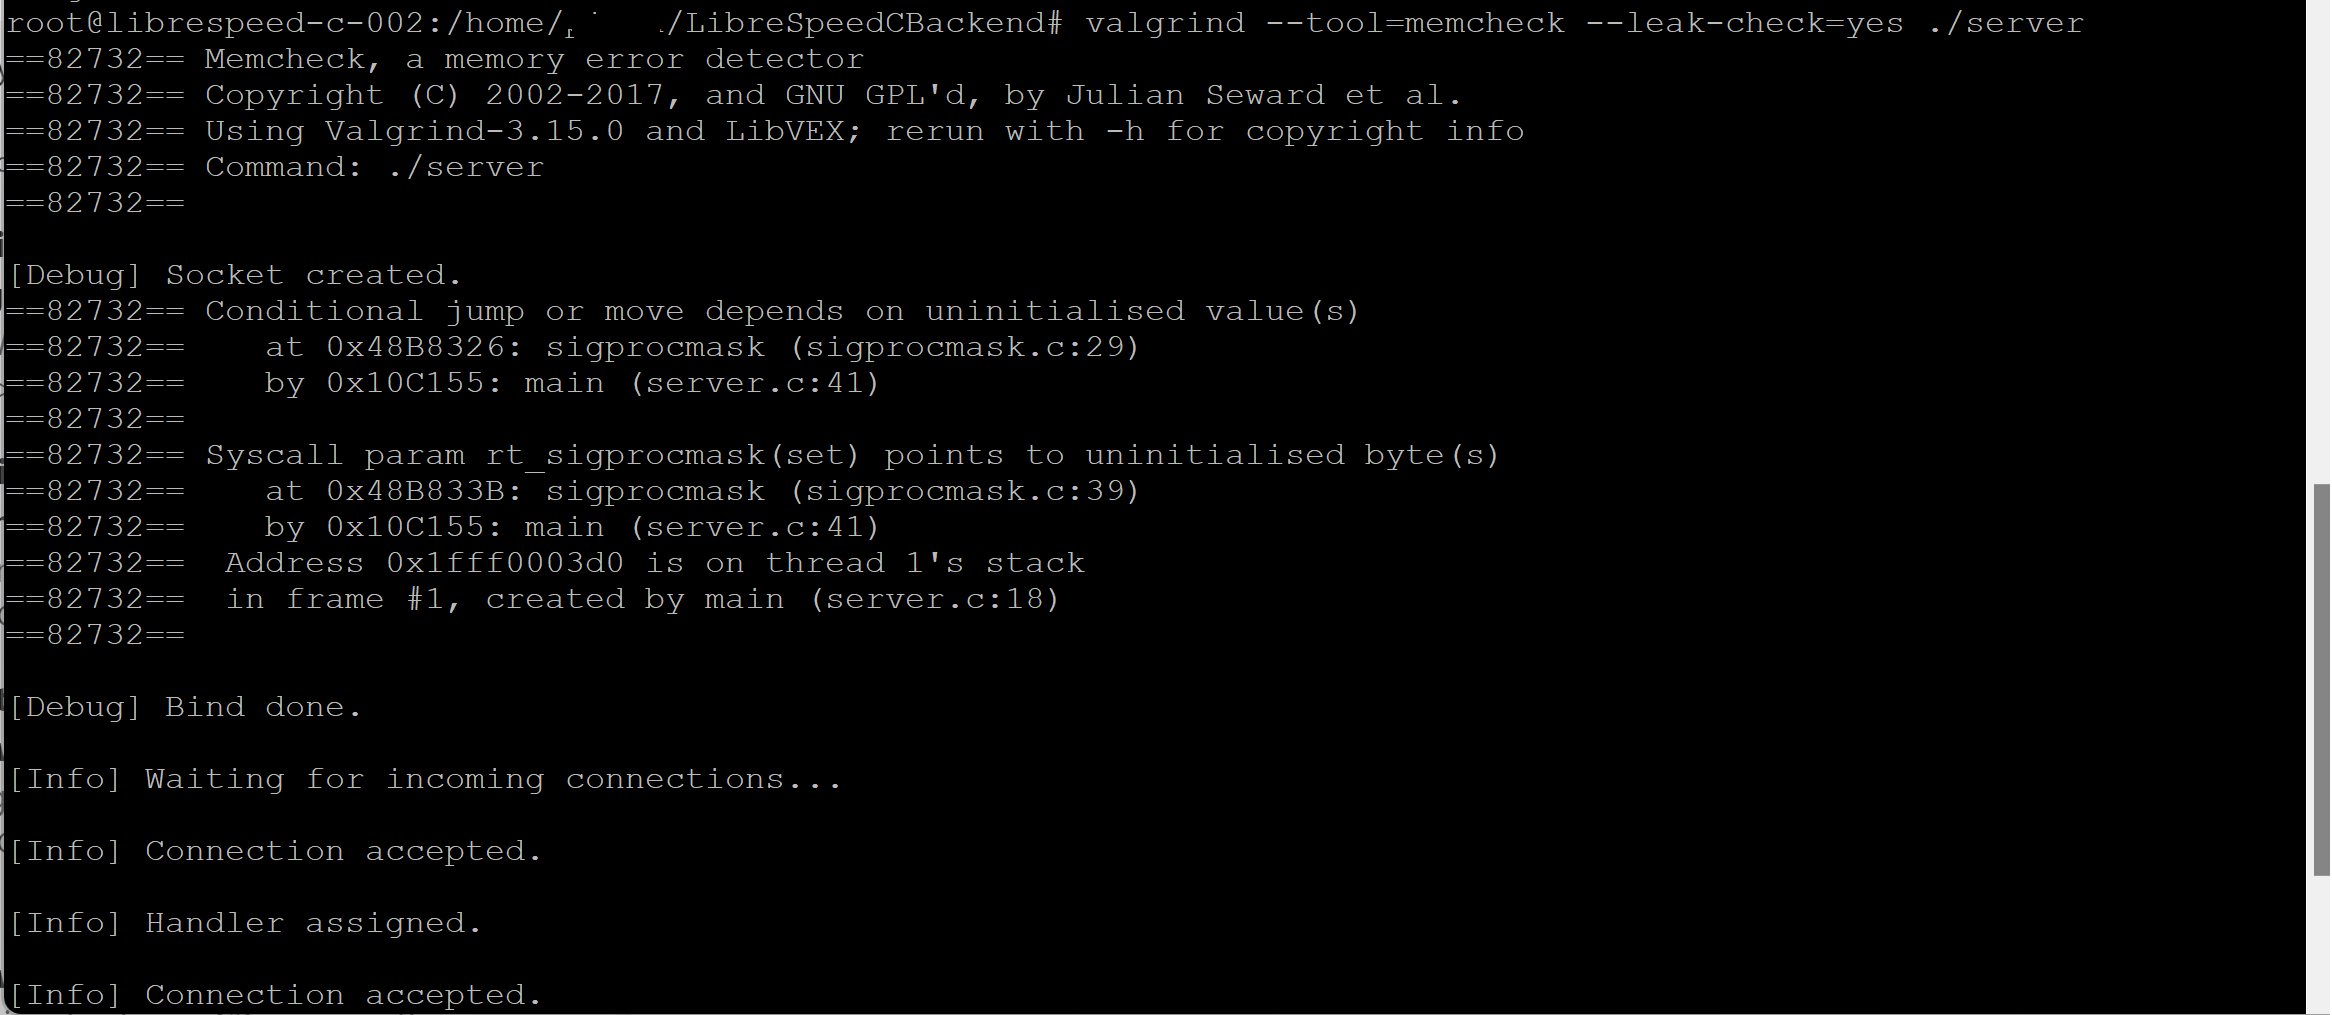 root@librespeed-c-002:/home/ /LibreSpeedCBackend# valgrind --tool=memcheck --leak-check=yes ./server
==82732== Memcheck, a memory error detector
==82732== Copyright (C) 2002-2017, and GNU GPL'd, by Julian Seward et al.
==82732== Using Valgrind-3.15.0 and LibVEX; rerun with -h for copyright info
==82732== Command: ./server
==82732==
[Debug] Socket created.
==82732== Conditional jump or move depends on uninitialised value(s)
==82732==    at 0x48B8326: sigprocmask (sigprocmask.c:29)
==82732==    by 0x10C155: main (server.c:41)
==82732==
==82732== Syscall param rt_sigprocmask(set) points to uninitialised byte(s)
==82732==    at 0x48B833B: sigprocmask (sigprocmask.c:39)
==82732==    by 0x10C155: main (server.c:41)
==82732==  Address 0x1fff0003d0 is on thread 1's stack
==82732==  in frame #1, created by main (server.c:18)
==82732==
[Debug] Bind done.
[Info] Waiting for incoming connections...
[Info] Connection accepted.
[Info] Handler assigned.
[Info] Connection accepted.